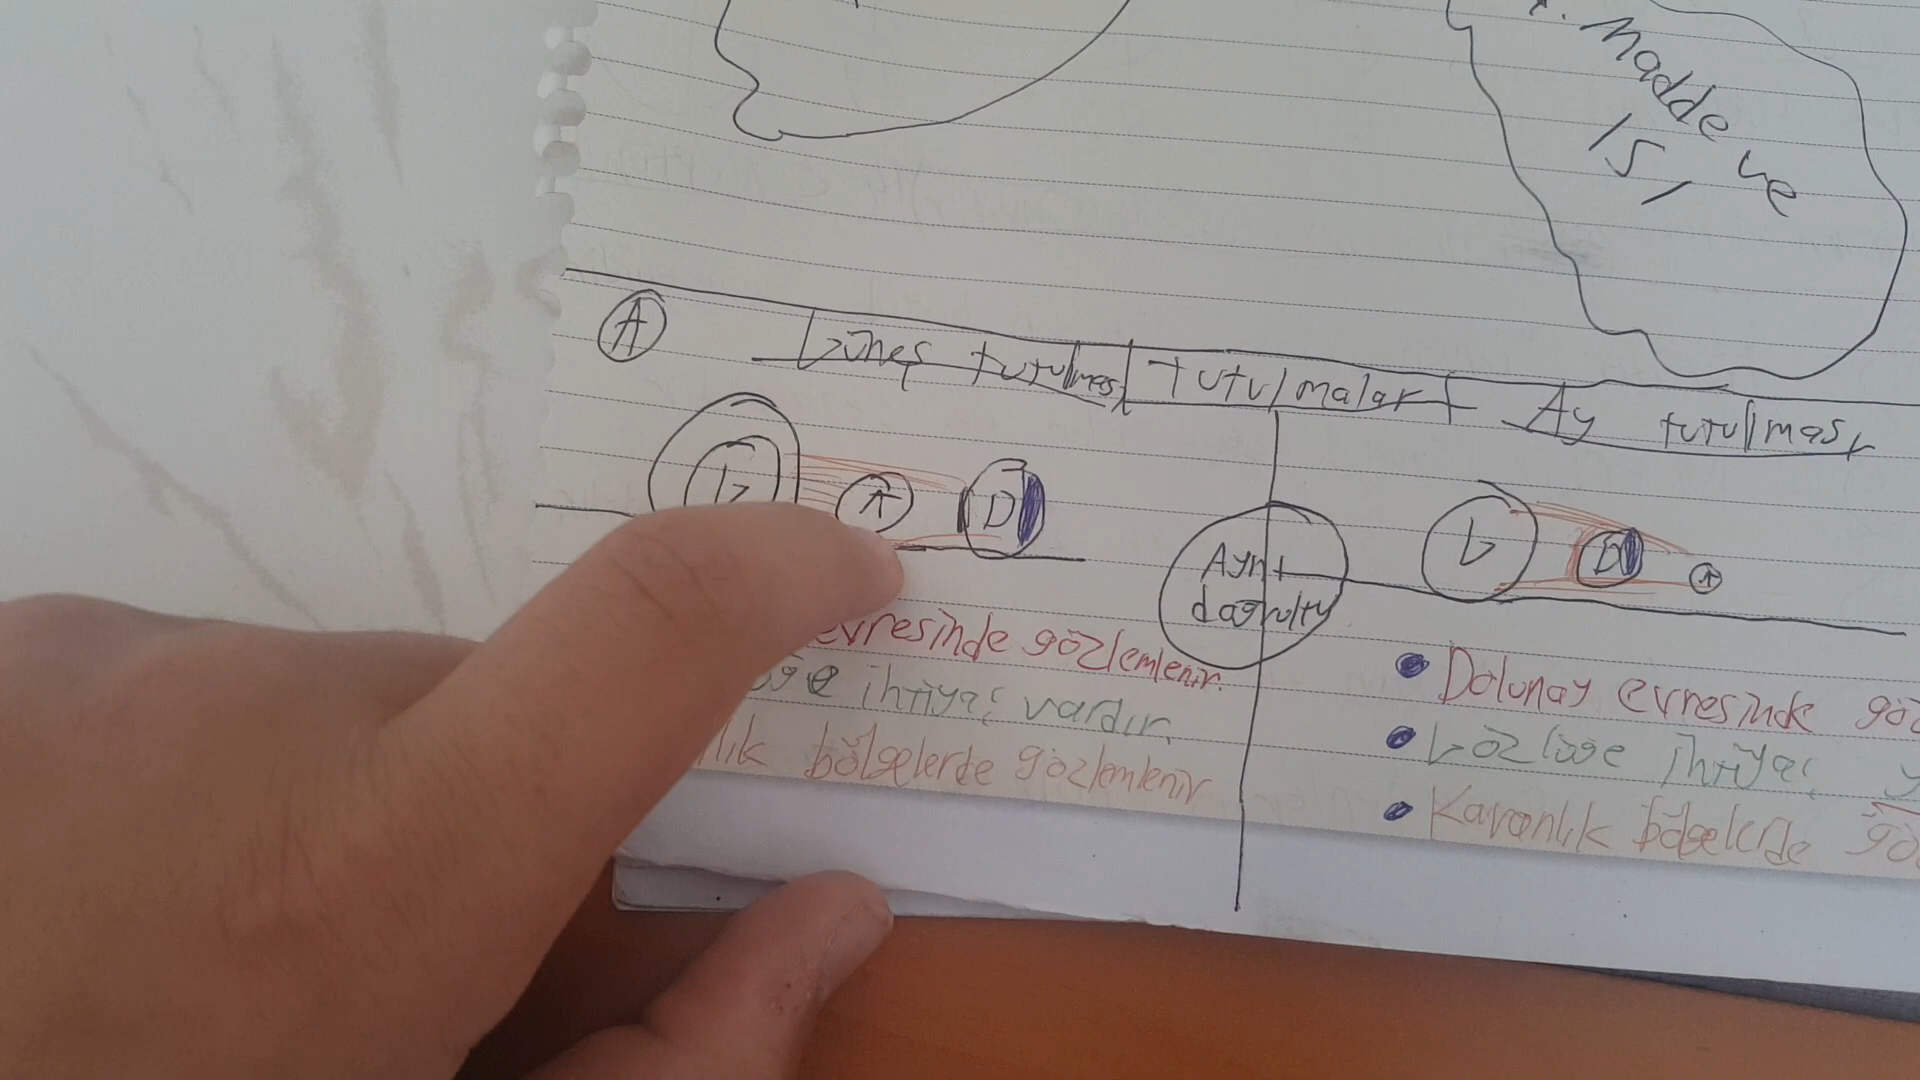 Madde ve
ISI
A
Güneş tutulması
Tutulmalar
Ay tutulması
G A D
Aynı
doğrultu
G D A
evresinde gözlemlenir.
ihtiyaç vardır.
bölgelerde gözlemlenir
Dolunay evresinde
Gözlüğe ihtiyaç
Karanlık bölgelerde